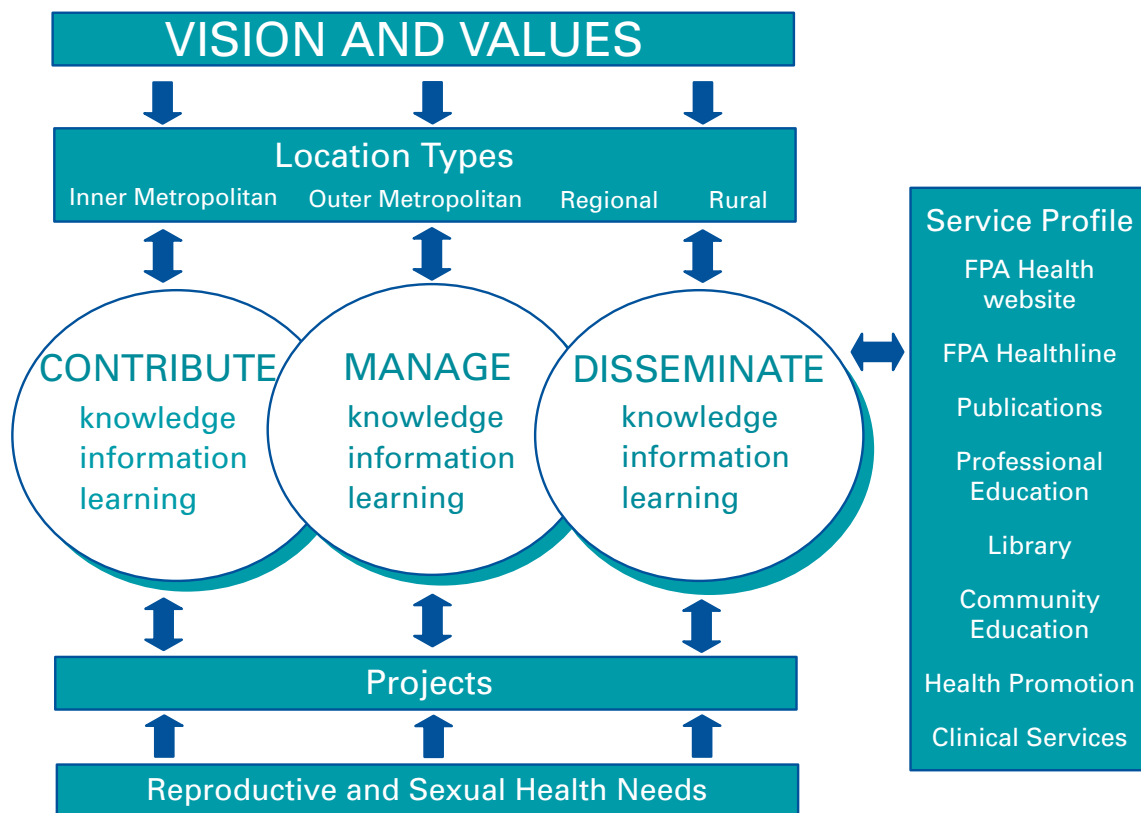 VISION AND VALUES
Location Types
Inner Metropolitan Outer Metropolitan Regional Rural
CONTRIBUTE
knowledge
information
learning
MANAGE
knowledge
information
learning
DISSEMINATE
knowledge
information
learning
Projects
Reproductive and Sexual Health Needs
Service Profile
FPA Health
website
FPA Healthline
Publications
Professional
Education
Library
Community
Education
Health Promotion
Clinical Services